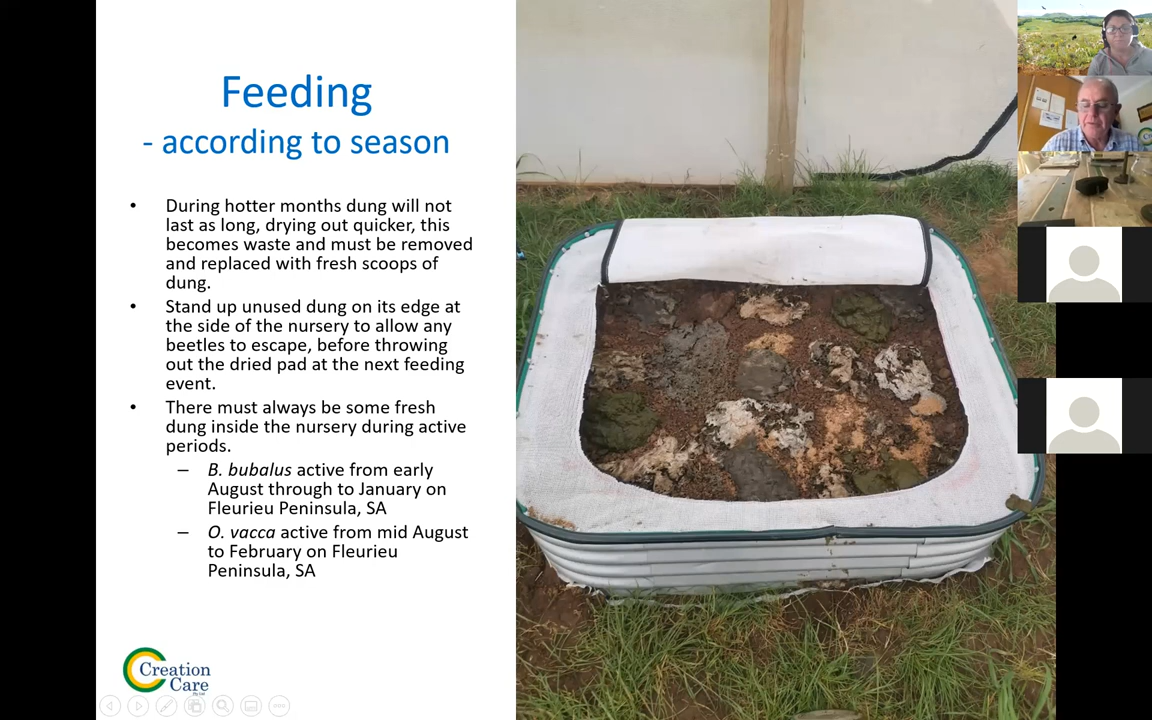 Feeding
- according to season
• During hotter months dung will not
last as long, drying out quicker, this
becomes waste and must be removed
and replaced with fresh scoops of
dung.
• Stand up unused dung on its edge at
the side of the nursery to allow any
beetles to escape, before throwing
out the dried pad at the next feeding
event.
• There must always be some fresh
dung inside the nursery during active
periods.
– B. bubalus active from early
August through to January on
Fleurieu Peninsula, SA
– O. vacca active from mid August
to February on Fleurieu
Peninsula, SA
Creation
Care
Pty Ltd